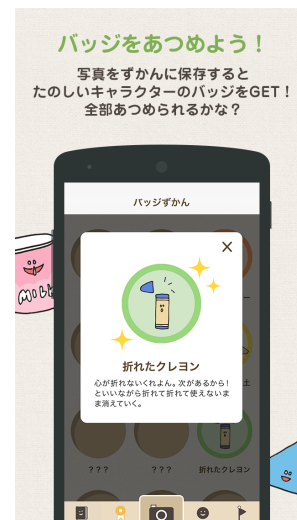 バッジをあつめよう！
写真をずかんに保存すると
たのしいキャラクターのバッジをGET！
全部あつめられるかな？
バッジずかん
折れたクレヨン
心が折れないくれよん。次があるから！
といいながら折れて折れて使えないま
ま消えていく。
土
？？？
？？？
折れたクレヨン
MILK